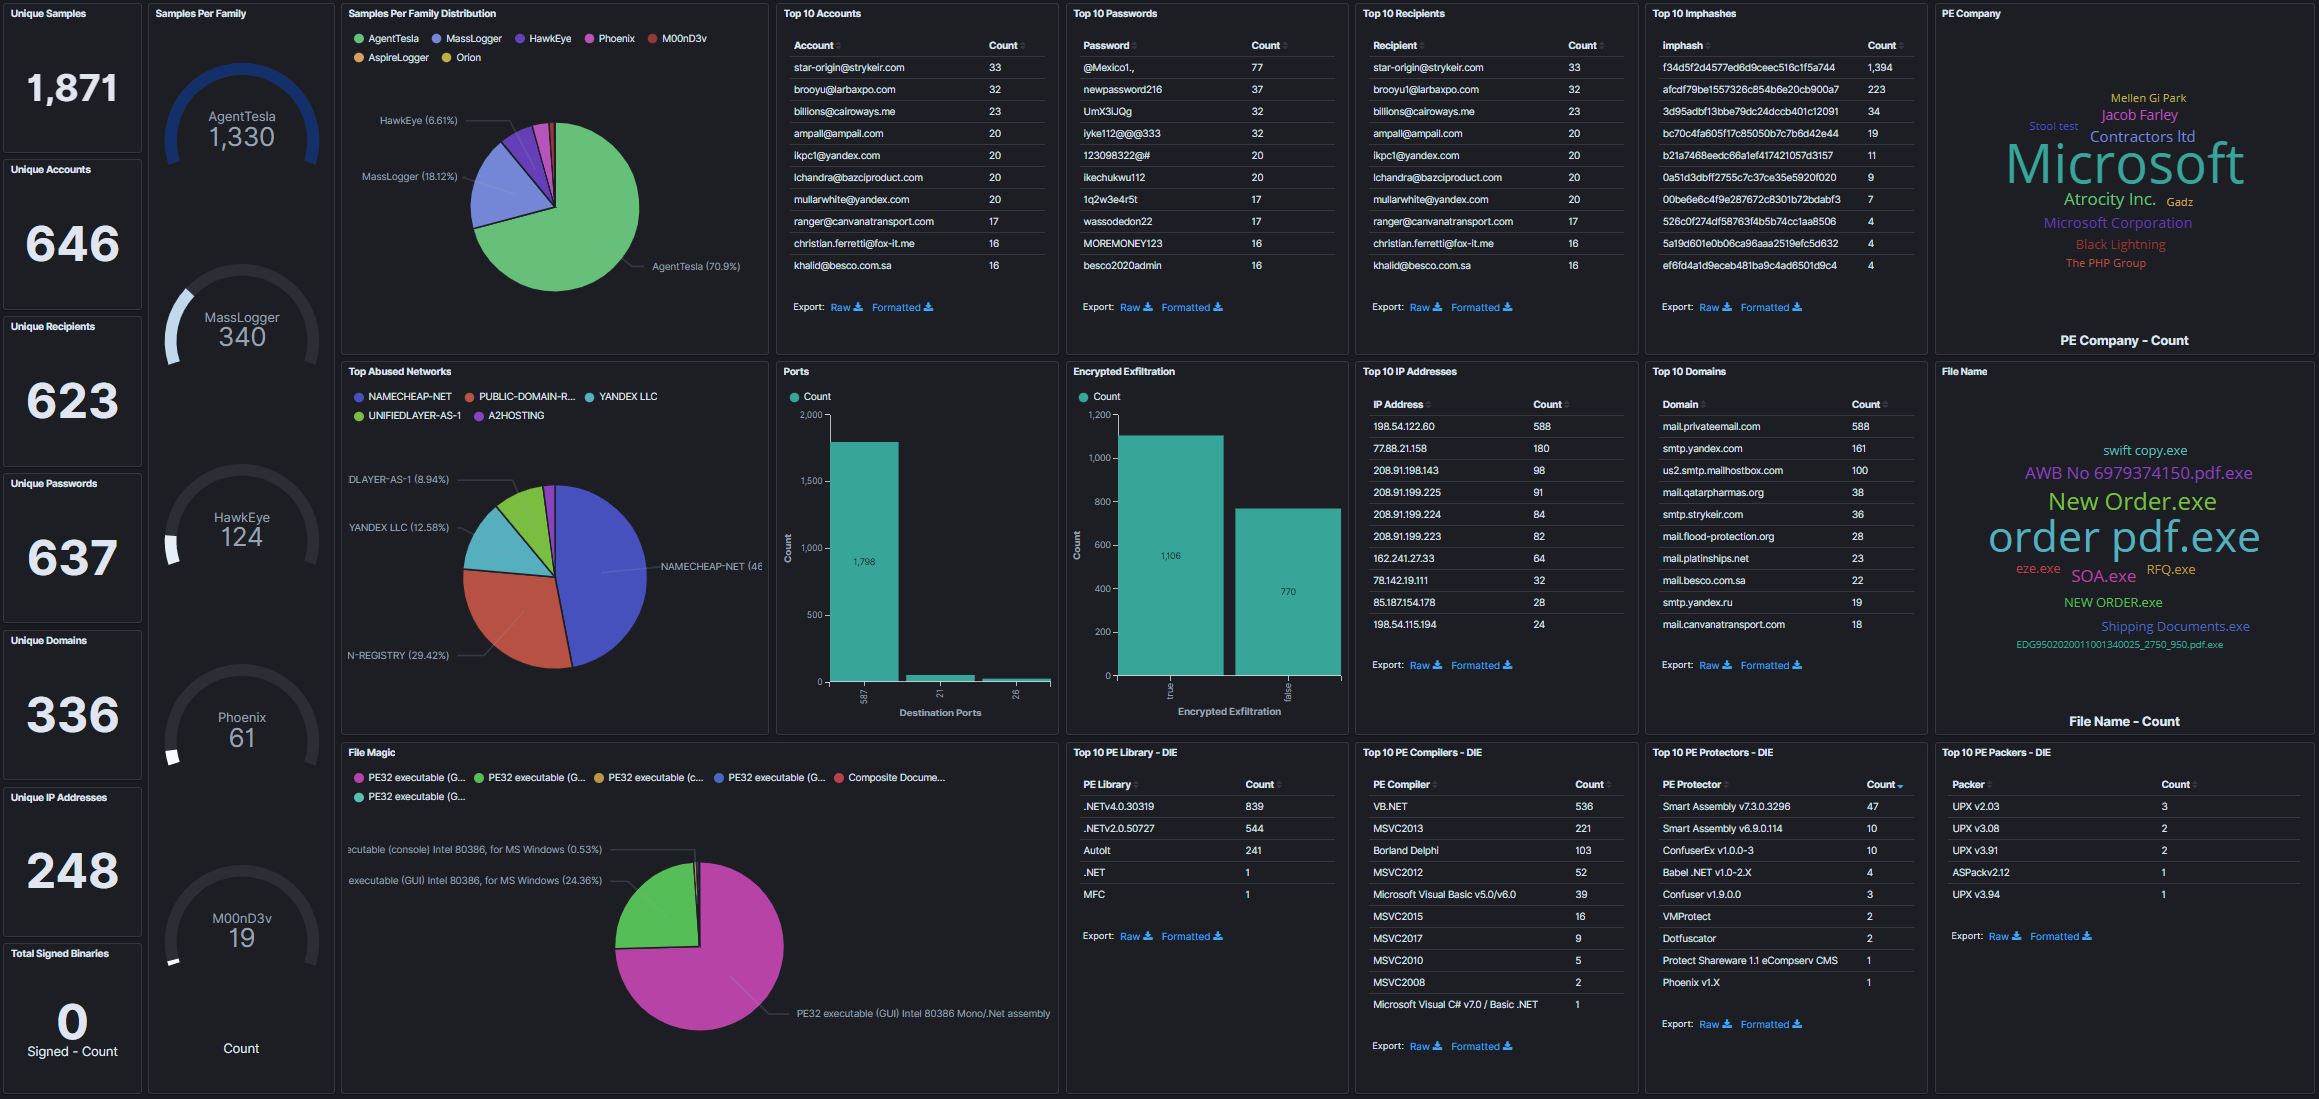 Unique Samples
1,871
Unique Accounts
646
Unique Recipients
623
Unique Passwords
637
Unique Domains
336
Unique IP Addresses
248
Total Signed Binaries
0
Signed - Count
Samples Per Family
AgentTesla
1,330
MassLogger
340
HawkEye
124
Phoenix
61
M00nD3v
19
Count
Samples Per Family Distribution
AgentTesla MassLogger HawkEye Phoenix M00nD3v
AspireLogger Orion
HawkEye (6.61%)
MassLogger (18.12%)
AgentTesla (70.9%)
Top 10 Accounts
Account Count
star-origin@strykeir.com 33
brooyu@larbaxpo.com 32
billions@cairoways.me 23
ampall@ampail.com 20
ikpc1@yandex.com 20
lchandra@bazciproduct.com 20
mullarwhite@yandex.com 20
ranger@canvanatransport.com 17
christian.ferretti@fox-it.me 16
khalid@besco.com.sa 16
Export: Raw Formatted
Top 10 Passwords
Password Count
@Mexico1., 77
newpassword216 37
UmX3iJQg 32
iyke112@@@333 32
123098322@# 20
ikechukwu112 20
1q2w3e4r5t 17
wassodedon22 17
MOREMONEY123 16
besco2020admin 16
Export: Raw Formatted
Top 10 Recipients
Recipient Count
star-origin@strykeir.com 33
brooyu1@larbaxpo.com 32
billions@cairoways.me 23
ampall@ampail.com 20
ikpc1@yandex.com 20
lchandra@bazciproduct.com 20
mullarwhite@yandex.com 20
ranger@canvanatransport.com 17
christian.ferretti@fox-it.me 16
khalid@besco.com.sa 16
Export: Raw Formatted
Top 10 Imphashes
imphash Count
f34d5f2d4577ed6d9ceec516c1f5a744 1,394
afcdf79be1557326c854b6e20cb900a7 223
3d95adbf13bbe79dc24dccb401c12091 34
bc70c4fa605f17c85050b7c7b6d42e44 19
b21a7468eedc66a1ef417421057d3157 11
0a51d3dbff2755c7c37ce35e5920f020 9
00be6e6c4f9e287672c8301b72bdabf3 7
526c0f274df58763f4b5b74cc1aa8506 4
5a19d601e0b06ca96aaa2519efc5d632 4
ef6fd4a1d9eceb481ba9c4ad6501d9c4 4
Export: Raw Formatted
PE Company
Mellen Gi Park
Jacob Farley
Stool test
Contractors ltd
Microsoft
Atrocity Inc. Gadz
Microsoft Corporation
Black Lightning
The PHP Group
PE Company - Count
Top Abused Networks
NAMECHEAP-NET PUBLIC-DOMAIN-R... YANDEX LLC
UNIFIEDLAYER-AS-1 A2HOSTING
DLAYER-AS-1 (8.94%)
YANDEX LLC (12.58%)
NAMECHEAP-NET (46
N-REGISTRY (29.42%)
Ports
Count
2,000
1,500
1,000
500
0
Count
1,798
587 21 26
Destination Ports
Encrypted Exfiltration
Count
1,200
1,000
800
600
400
200
0
Count
1,106
770
true false
Encrypted Exfiltration
Top 10 IP Addresses
IP Address Count
198.54.122.60 588
77.88.21.158 180
208.91.198.143 98
208.91.199.225 91
208.91.199.224 84
208.91.199.223 82
162.241.27.33 64
78.142.19.111 32
85.187.154.178 28
198.54.115.194 24
Export: Raw Formatted
Top 10 Domains
Domain Count
mail.privateemail.com 588
smtp.yandex.com 161
us2.smtp.mailhostbox.com 100
mail.qatarpharmas.org 38
smtp.strykeir.com 36
mail.flood-protection.org 28
mail.platinships.net 23
mail.besco.com.sa 22
smtp.yandex.ru 19
mail.canvanatransport.com 18
Export: Raw Formatted
File Name
swift copy.exe
AWB No 6979374150.pdf.exe
New Order.exe
order pdf.exe
eze.exe SOA.exe RFQ.exe
NEW ORDER.exe
Shipping Documents.exe
EDG9502020011001340025_2750_950.pdf.exe
File Name - Count
File Magic
PE32 executable (G... PE32 executable (G... PE32 executable (c... PE32 executable (G... Composite Docume...
PE32 executable (G...
ecutable (console) Intel 80386, for MS Windows (0.53%)
executable (GUI) Intel 80386, for MS Windows (24.36%)
PE32 executable (GUI) Intel 80386 Mono/.Net assembly
Top 10 PE Library - DIE
PE Library Count
.NETv4.0.30319 839
.NETv2.0.50727 544
AutoIt 241
.NET 1
MFC 1
Export: Raw Formatted
Top 10 PE Compilers - DIE
PE Compiler Count
VB.NET 536
MSVC2013 221
Borland Delphi 103
MSVC2012 52
Microsoft Visual Basic v5.0/v6.0 39
MSVC2015 16
MSVC2017 9
MSVC2010 5
MSVC2008 2
Microsoft Visual C# v7.0 / Basic .NET 1
Export: Raw Formatted
Top 10 PE Protectors - DIE
PE Protector Count
Smart Assembly v7.3.0.3296 47
Smart Assembly v6.9.0.114 10
ConfuserEx v1.0.0-3 10
Babel .NET v1.0-2.X 4
Confuser v1.9.0.0 3
VMProtect 2
Dotfuscator 2
Protect Shareware 1.1 eCompserv CMS 1
Phoenix v1.X 1
Export: Raw Formatted
Top 10 PE Packers - DIE
Packer Count
UPX v2.03 3
UPX v3.08 2
UPX v3.91 2
ASPackv2.12 1
UPX v3.94 1
Export: Raw Formatted